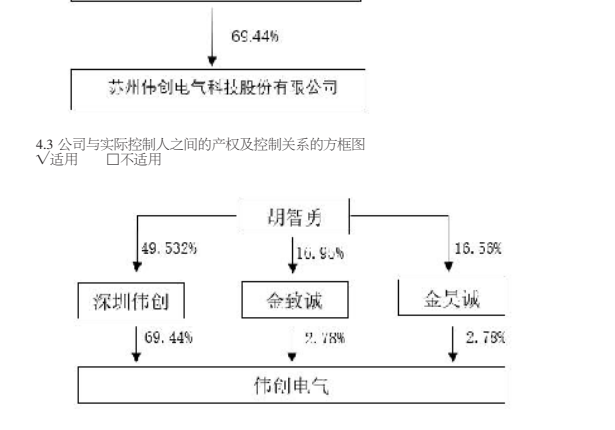 69.44%
苏州伟创电气科技股份有限公司
4.3 公司与实际控制人之间的产权及控制关系的方框图
√适用 □不适用
胡智勇
49.532% 16.95% 16.56%
深圳伟创 金致诚 金昊诚
69.44% 2.78% 2.78%
伟创电气